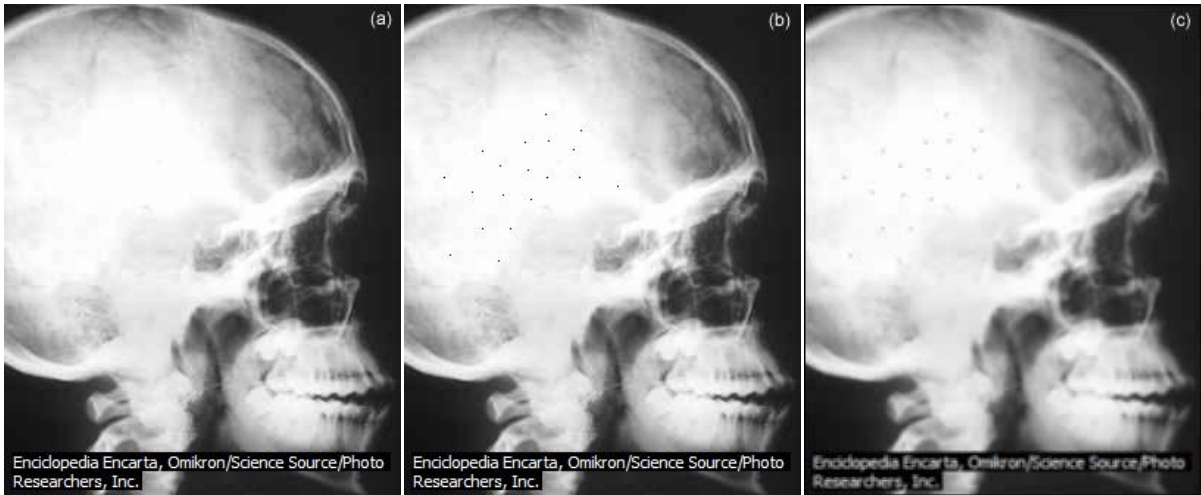 (a)
(b)
(c)
Enciclopedia Encarta, Omikron/Science Source/Photo
Researchers, Inc.
Enciclopedia Encarta, Omikron/Science Source/Photo
Researchers, Inc.
Enciclopedia Encarta, Omikron/Science Source/Photo
Researchers, Inc.